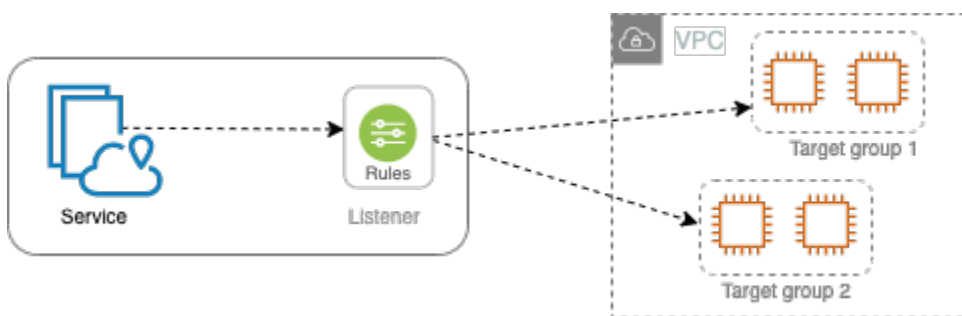 VPC
Target group 1
Rules
Service
Listener
Target group 2